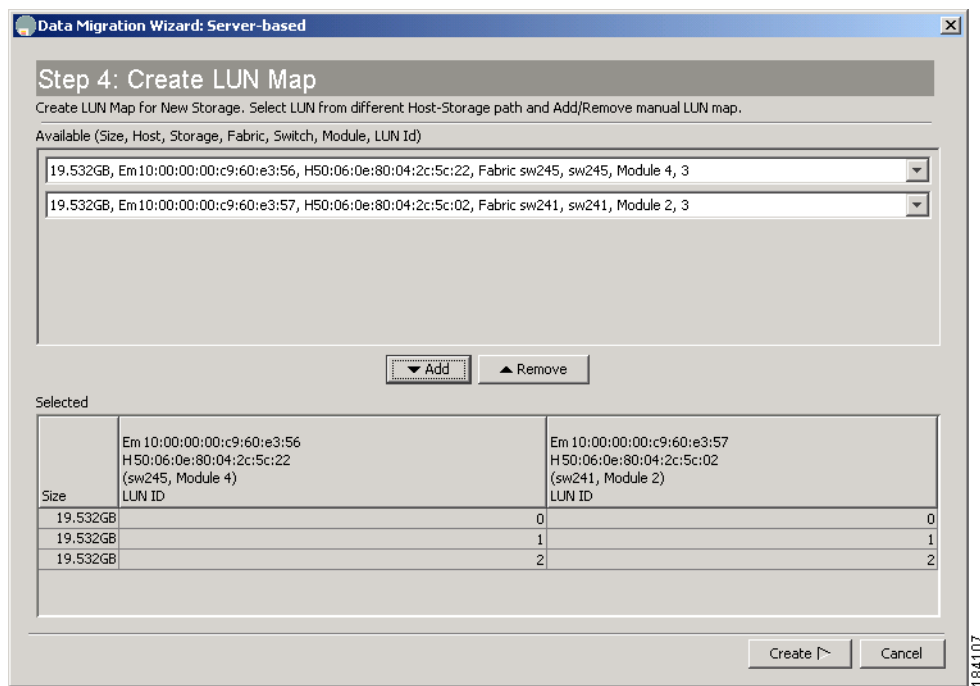 Data Migration Wizard: Server-based
Step 4: Create LUN Map
Create LUN Map for New Storage. Select LUN from different Host-Storage path and Add/Remove manual LUN map.
Available (Size, Host, Storage, Fabric, Switch, Module, LUN Id)
19.532GB, Em10:00:00:00:c9:60:e3:56, H50:06:0e:80:04:2c:5c:22, Fabric sw245, sw245, Module 4, 3
19.532GB, Em10:00:00:00:c9:60:e3:57, H50:06:0e:80:04:2c:5c:02, Fabric sw241, sw241, Module 2, 3
Add Remove
Selected
Em10:00:00:00:c9:60:e3:56 Em10:00:00:00:c9:60:e3:57
H50:06:0e:80:04:2c:5c:22 H50:06:0e:80:04:2c:5c:02
(sw245, Module 4) (sw241, Module 2)
Size LUN ID LUN ID
19.532GB 0 0
19.532GB 1 1
19.532GB 2 2
Create Cancel
184107